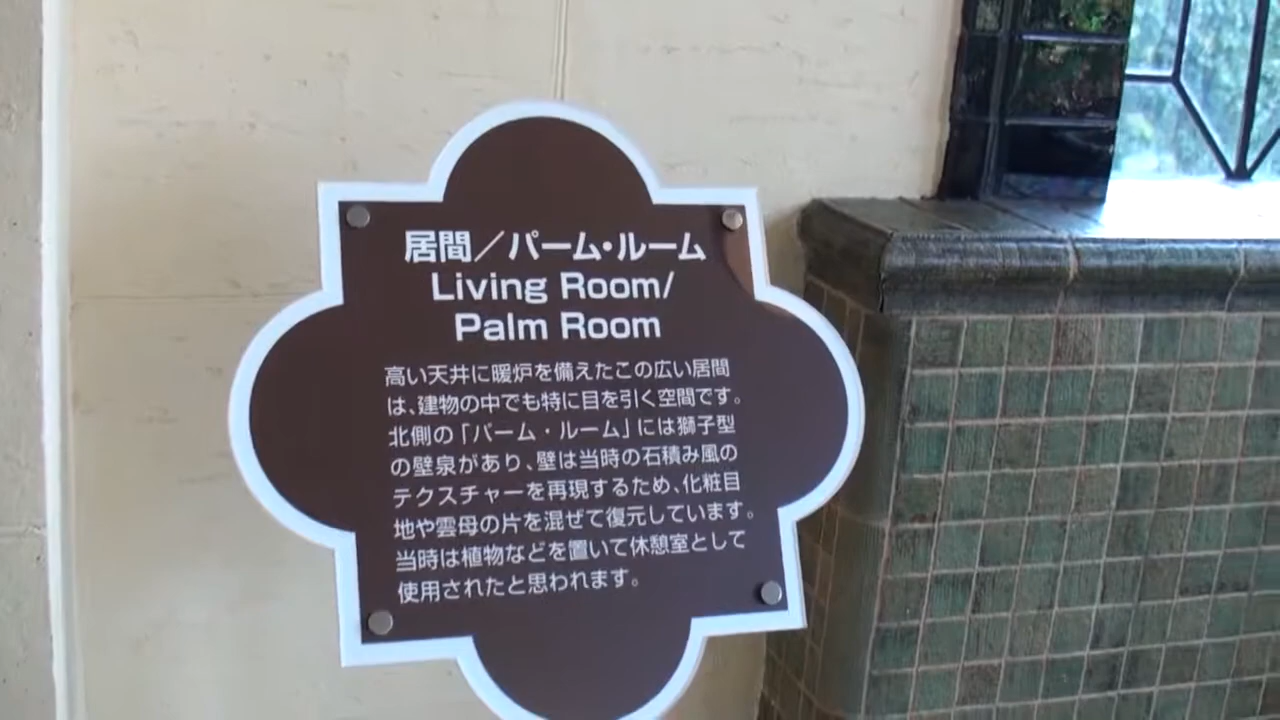 居間／パーム・ルーム
Living Room/
Palm Room
高い天井に暖炉を備えたこの広い居間
は、建物の中でも特に目を引く空間です。
北側の「パーム・ルーム」には獅子型
の壁泉があり、壁は当時の石積み風の
テクスチャーを再現するため、化粧目
地や雲母の片を混ぜて復元しています。
当時は植物などを置いて休憩室として
使用されたと思われます。